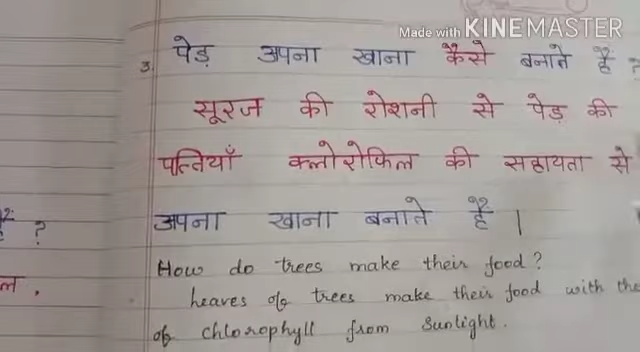 Made with KINEMASTER
3. पेड़ अपना खाना कैसे बनाते हैं ?
सूरज की रोशनी से पेड़ की
पत्तियाँ क्लोरोफिल की सहायता से
अपना खाना बनाते हैं |
?
How do trees make their food?
heaves of trees make their food with the
of chlorophyll from sunlight.